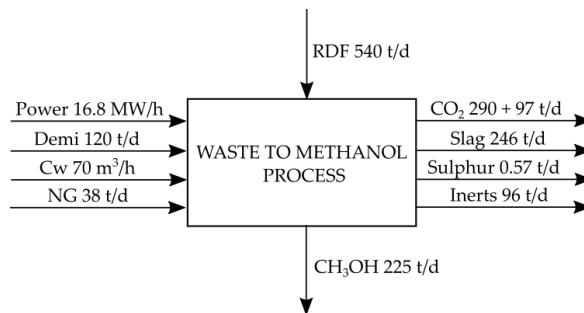 RDF 540 t/d
Power 16.8 MW/h
Demi 120 t/d
Cw 70 m³/h
NG 38 t/d
WASTE TO METHANOL
PROCESS
CO₂ 290 + 97 t/d
Slag 246 t/d
Sulphur 0.57 t/d
Inerts 96 t/d
CH₃OH 225 t/d